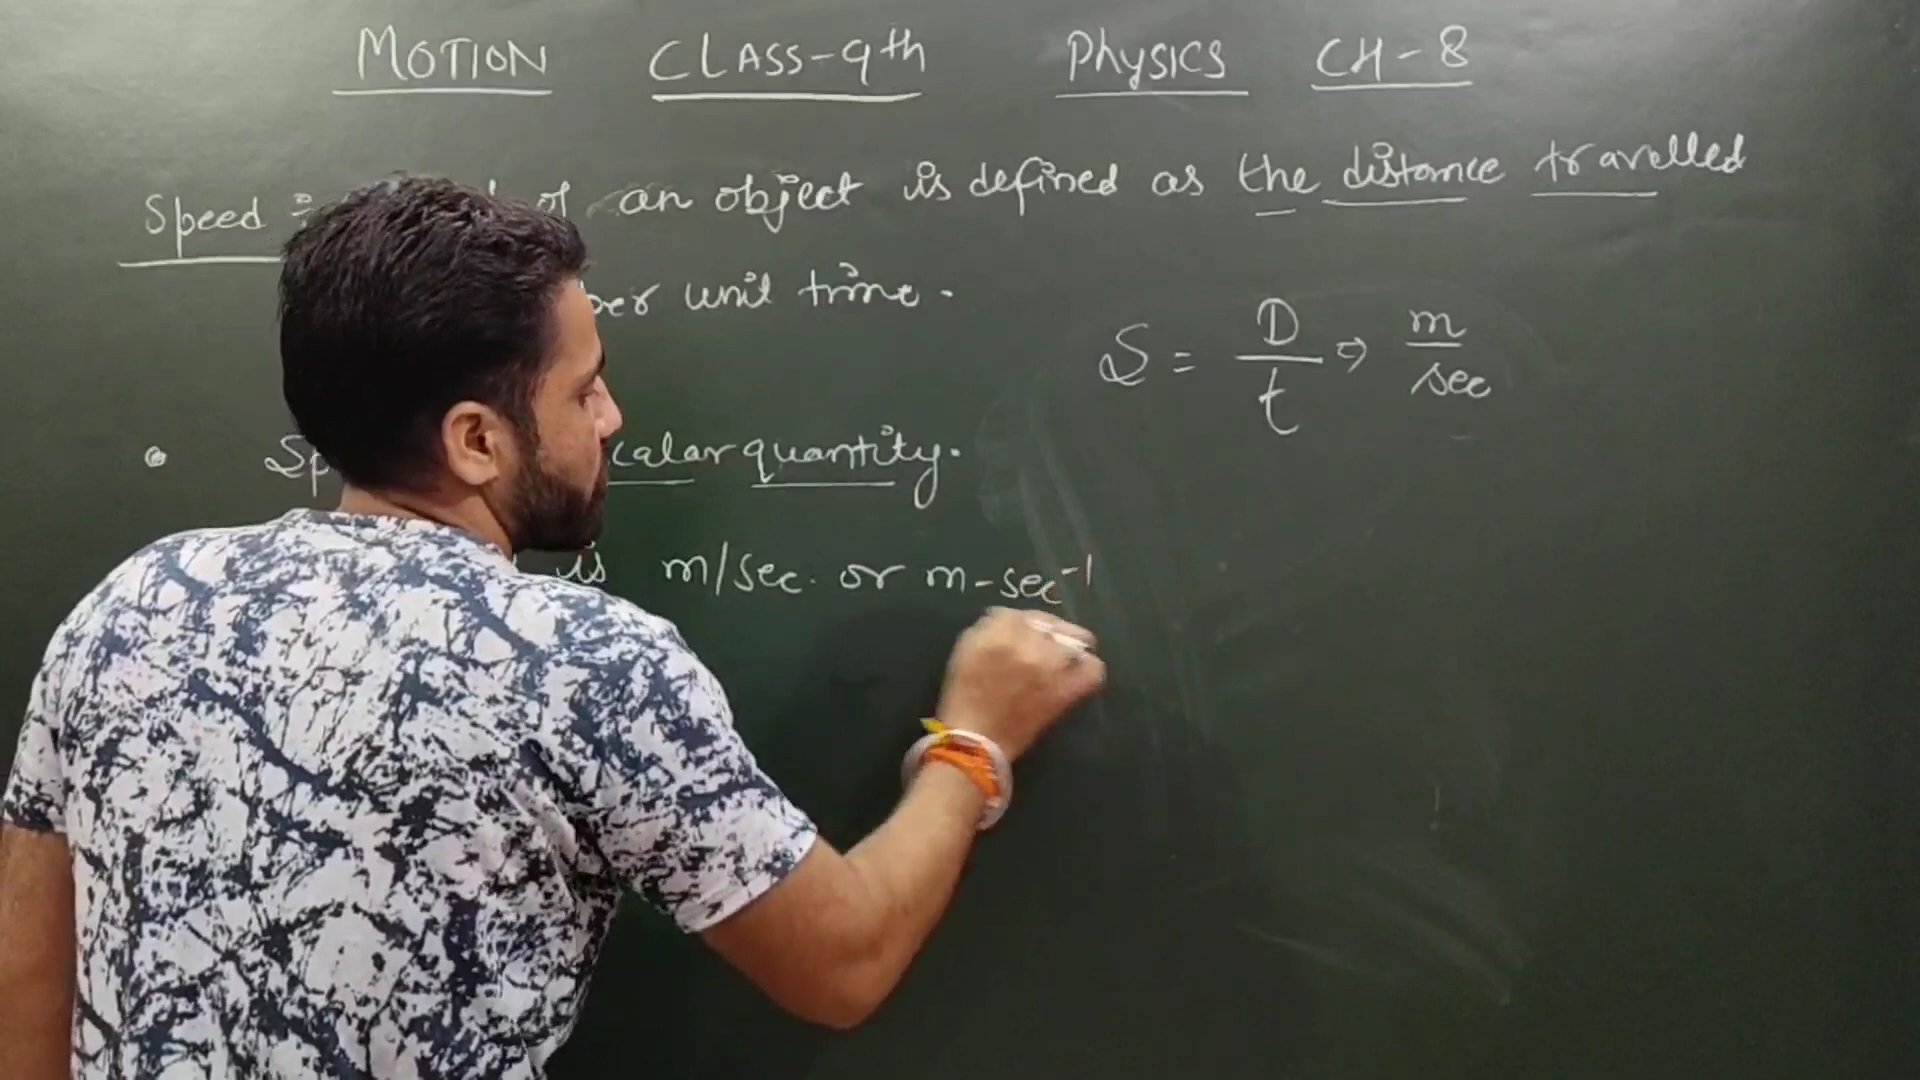 MOTION CLASS-9th Physics CH-8
Speed : of an object is defined as the distance travelled
per unit time.
S = D/t ⇒ m/sec
• calar quantity.
is m/sec. or m-sec⁻¹